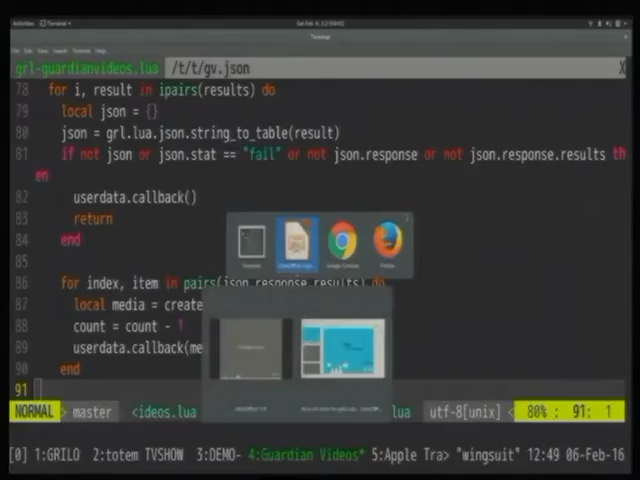 Terminal
grl-guardianvideos.lua /t/t/gv.json X
78 for i, result in ipairs(results) do
79 local json = {}
80 json = grl.lua.json.string_to_table(result)
81 if not json or json.stat == "fail" or not json.response or not json.response.results th
en
82 userdata.callback()
83 return
84 end
85
86 for index, item in pairs(json.response.results) do
87 local media = create
88 count = count - 1
89 userdata.callback(me
90 end
91
NORMAL master <ideos.lua lua utf-8[unix] < 80% : 91: 1
[0] 1:GRILO 2:totem TVSHOW 3:DEMO- 4:Guardian Videos* 5:Apple Tra> "wingsuit" 12:49 06-Feb-16